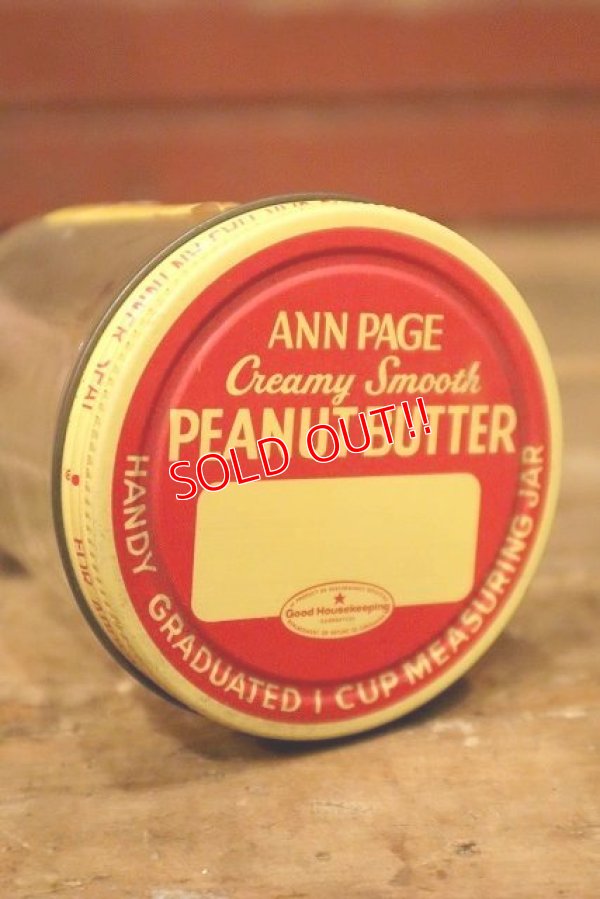 ANN PAGE
Creamy Smooth
PEANUT BUTTER
SOLD OUT!!
Good Housekeeping
HANDY GRADUATED 1 CUP MEASURING JAR